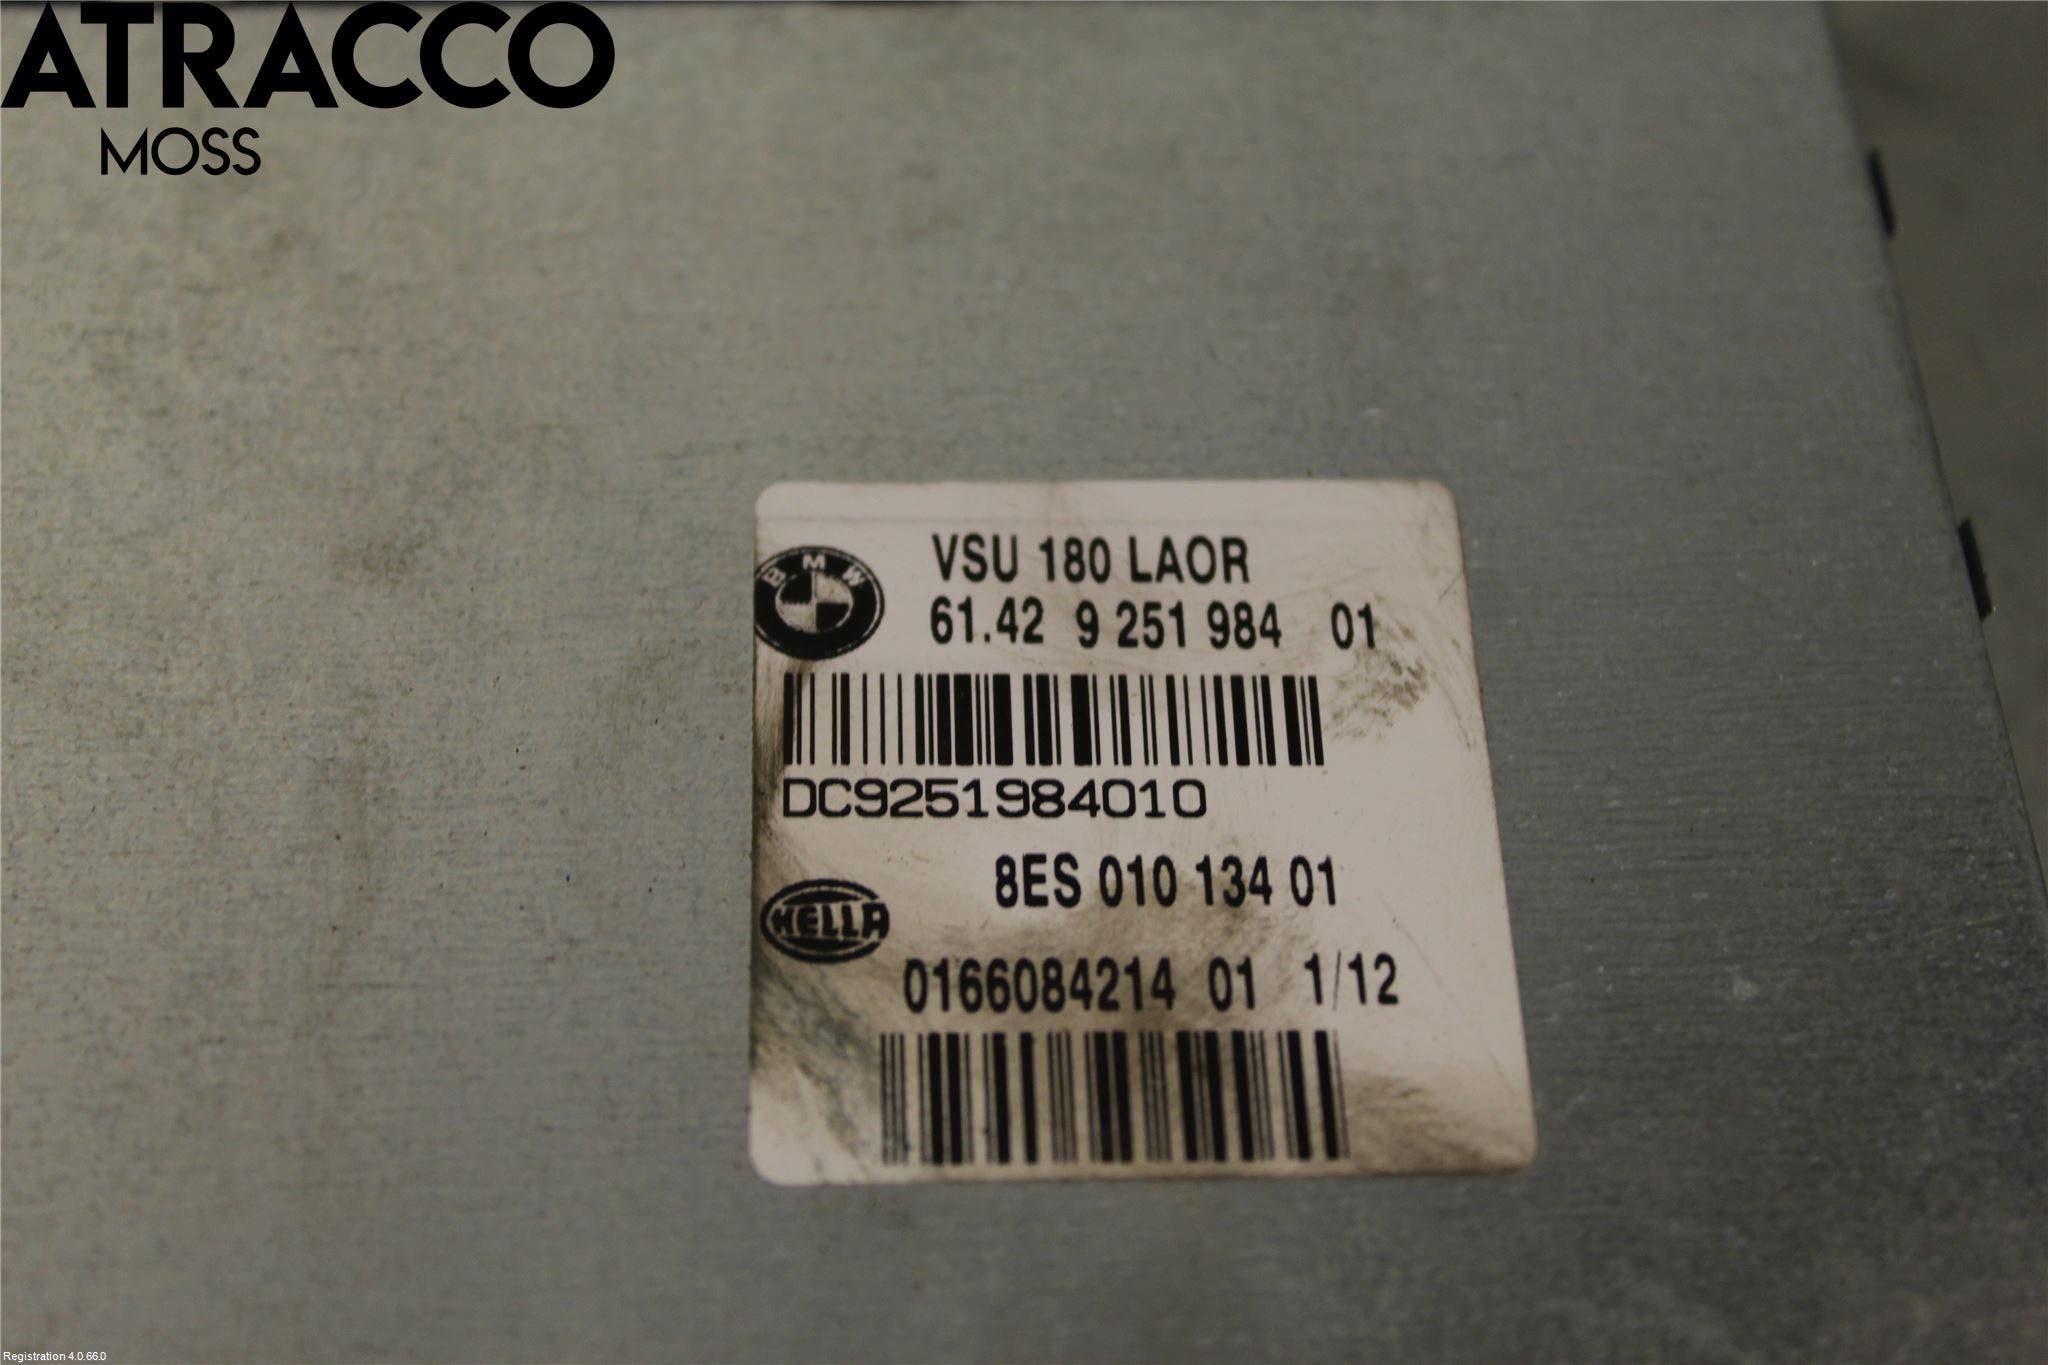 ATRACCO
MOSS
BMW
VSU 180 LAOR
61.42 9 251 984 01
DC9251984010
8ES 010 134 01
HELLA
0166084214 01 1/12
Registration 4.0.66.0